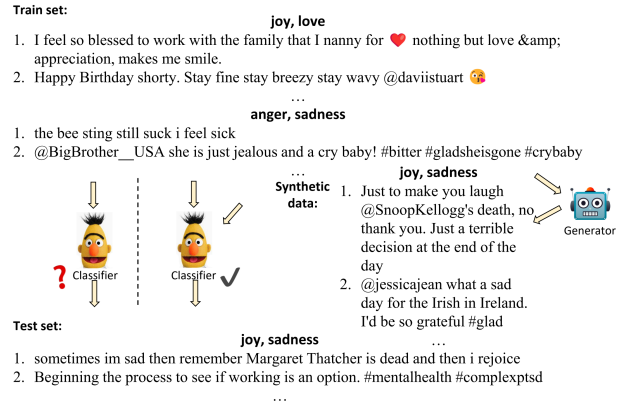 Train set:
joy, love
1. I feel so blessed to work with the family that I nanny for ❤️ nothing but love &amp;
appreciation, makes me smile.
2. Happy Birthday shorty. Stay fine stay breezy stay wavy @daviistuart 😘
…
anger, sadness
1. the bee sting still suck i feel sick
2. @BigBrother__USA she is just jealous and a cry baby! #bitter #gladsheisgone #crybaby
…
Synthetic
data:
joy, sadness
1. Just to make you laugh
@SnoopKellogg's death, no
thank you. Just a terrible
decision at the end of the
day
2. @jessicajean what a sad
day for the Irish in Ireland.
I'd be so grateful #glad
…
Generator
❓ Classifier
Classifier ✔
Test set:
joy, sadness
1. sometimes im sad then remember Margaret Thatcher is dead and then i rejoice
2. Beginning the process to see if working is an option. #mentalhealth #complexptsd
…